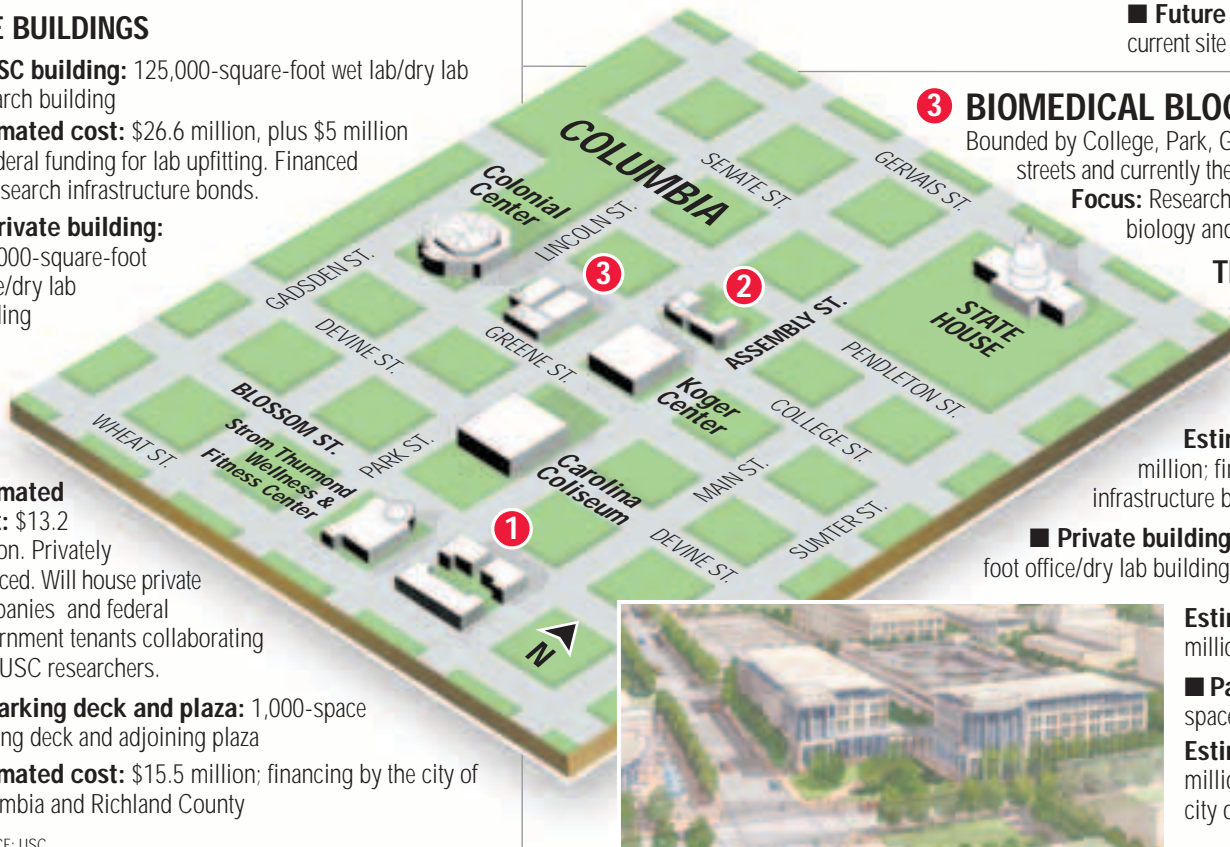 E BUILDINGS
SC building: 125,000-square-foot wet lab/dry lab
arch building
mated cost: $26.6 million, plus $5 million
deral funding for lab upfitting. Financed
search infrastructure bonds.
rivate building:
000-square-foot
e/dry lab
ding
mated
: $13.2
on. Privately
ced. Will house private
panies and federal
ernment tenants collaborating
USC researchers.
arking deck and plaza: 1,000-space
ng deck and adjoining plaza
mated cost: $15.5 million; financing by the city of
mbia and Richland County
CE: USC
COLUMBIA
Colonial
Center
LINCOLN ST.
SENATE ST.
GERVAIS ST.
GADSDEN ST.
3
2
DEVINE ST.
GREENE ST.
ASSEMBLY ST.
STATE
HOUSE
PENDLETON ST.
BLOSSOM ST.
Koger
Center
COLLEGE ST.
WHEAT ST.
Strom Thurmond
Wellness &
Fitness Center
PARK ST.
Carolina
Coliseum
MAIN ST.
SUMTER ST.
DEVINE ST.
1
N
■ Future
current site
3 BIOMEDICAL BLOC
Bounded by College, Park, G
streets and currently the
Focus: Research
biology and
T
Estin
million; fin
infrastructure b
■ Private building
foot office/dry lab building
Estin
millio
■ Pa
space
Estin
millio
city o